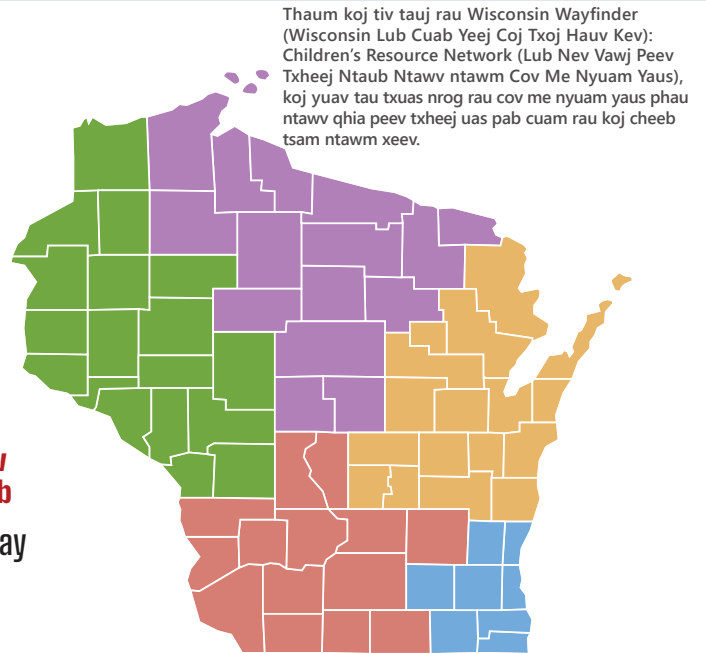 Thaum koj tiv tauj rau Wisconsin Wayfinder
(Wisconsin Lub Cuab Yeej Coj Txoj Hauv Kev):
Children’s Resource Network (Lub Nev Vawj Peev
Txheej Ntaub Ntawv ntawm Cov Me Nyuam Yaus),
koj yuav tau txuas nrog rau cov me nyuam yaus phau
ntawv qhia peev txheej uas pab cuam rau koj cheeb
tsam ntawm xeev.
b
ay